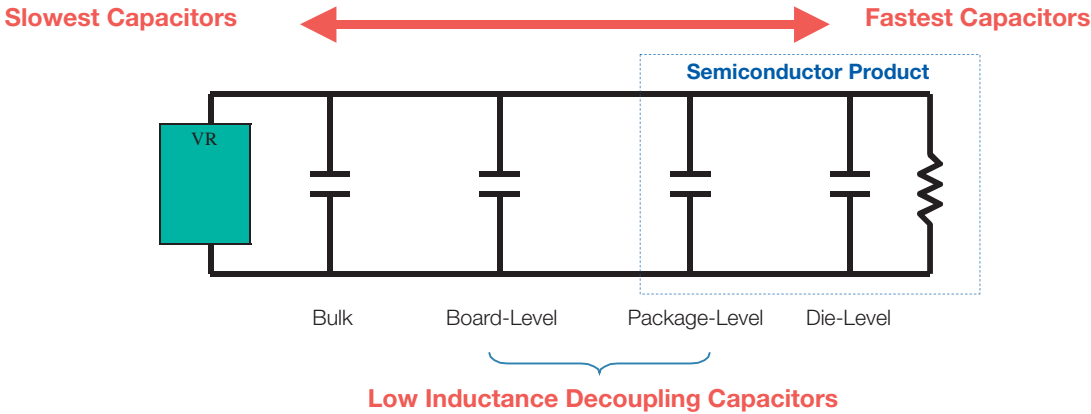 Slowest Capacitors
Fastest Capacitors
Semiconductor Product
VR
Bulk
Board-Level
Package-Level
Die-Level
Low Inductance Decoupling Capacitors